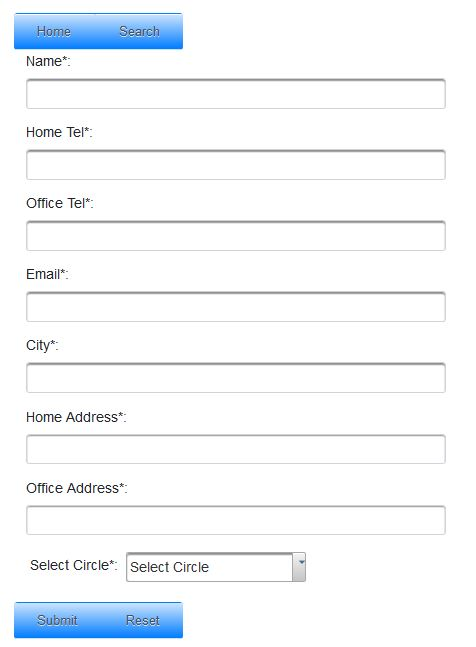 Home Search
Name*:
Home Tel*:
Office Tel*:
Email*:
City*:
Home Address*:
Office Address*:
Select Circle*: Select Circle
Submit Reset